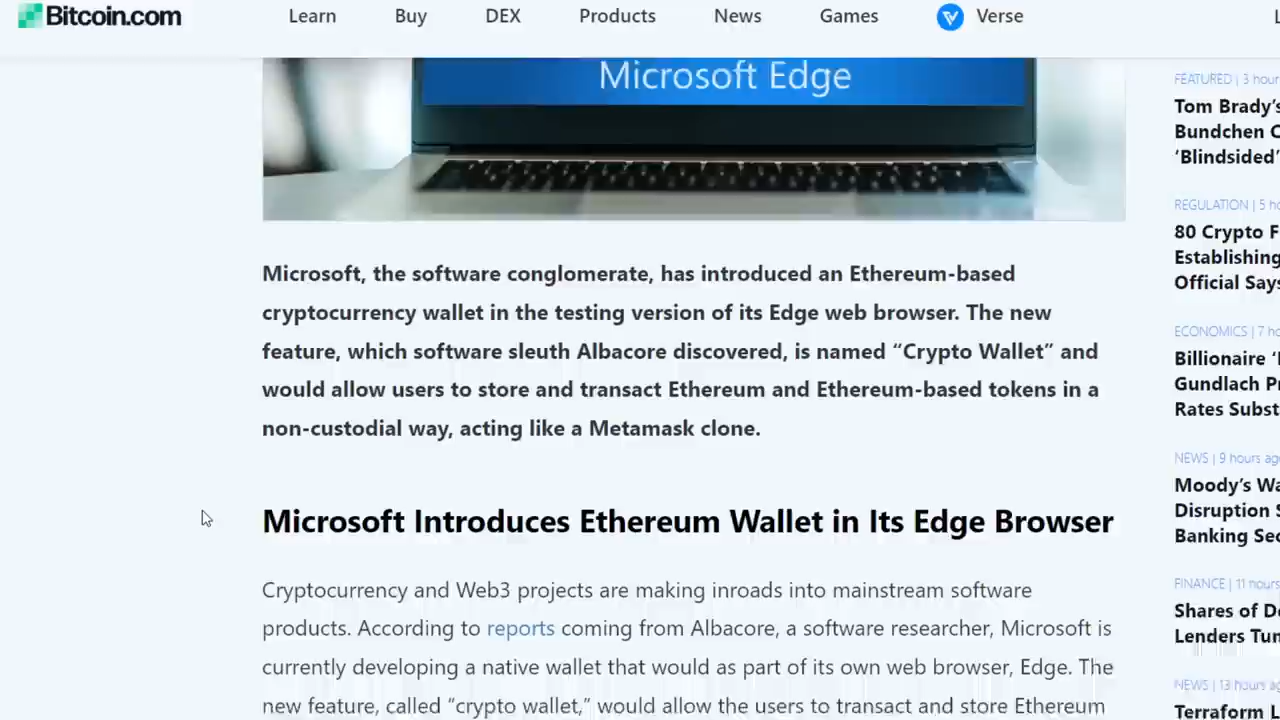 Bitcoin.com
Learn
Buy
DEX
Products
News
Games
Verse
Microsoft Edge
Microsoft, the software conglomerate, has introduced an Ethereum-based
cryptocurrency wallet in the testing version of its Edge web browser. The new
feature, which software sleuth Albacore discovered, is named “Crypto Wallet” and
would allow users to store and transact Ethereum and Ethereum-based tokens in a
non-custodial way, acting like a Metamask clone.
Microsoft Introduces Ethereum Wallet in Its Edge Browser
Cryptocurrency and Web3 projects are making inroads into mainstream software
products. According to reports coming from Albacore, a software researcher, Microsoft is
currently developing a native wallet that would as part of its own web browser, Edge. The
new feature, called “crypto wallet,” would allow the users to transact and store Ethereum
FEATURED | 3 hour
Tom Brady’s
Bundchen
‘Blindsided’
REGULATION | 5
80 Crypto
Establishing
Official Says
ECONOMICS | 7
Billionaire
Gundlach
Rates
NEWS | 9 hours
Moody’s
Disruption
Banking
FINANCE | 11 hours
Shares of
Lenders
NEWS | 13 hours
Terraform